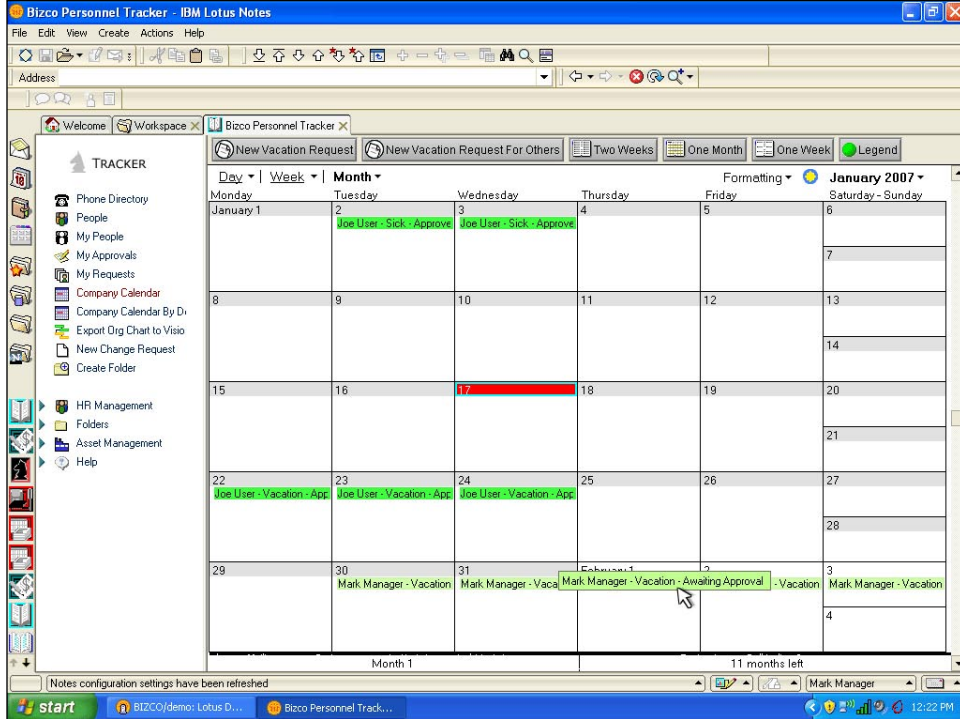 Bizco Personnel Tracker - IBM Lotus Notes
File Edit View Create Actions Help
Address
Welcome Workspace Bizco Personnel Tracker
TRACKER
Phone Directory
People
My People
My Approvals
My Requests
Company Calendar
Company Calendar By D
Export Org Chart to Visio
New Change Request
Create Folder
HR Management
Folders
Asset Management
Help
New Vacation Request New Vacation Request For Others Two Weeks One Month One Week Legend
Day Week Month Formatting January 2007
Monday Tuesday Wednesday Thursday Friday Saturday - Sunday
January 1 2 3 4 5 6
Joe User - Sick - Approve Joe User - Sick - Approve
7
8 9 10 11 12 13
14
15 16 17 18 19 20
21
22 23 24 25 26 27
Joe User - Vacation - App Joe User - Vacation - App Joe User - Vacation - App
28
29 30 31 February 1 2 3
Mark Manager - Vacation Mark Manager - Vaca Mark Manager - Vacation - Awaiting Approval - Vacation Mark Manager - Vacation
4
Month 1 11 months left
Notes configuration settings have been refreshed Mark Manager
start BIZCO/demo: Lotus D... Bizco Personnel Track... 12:22 PM